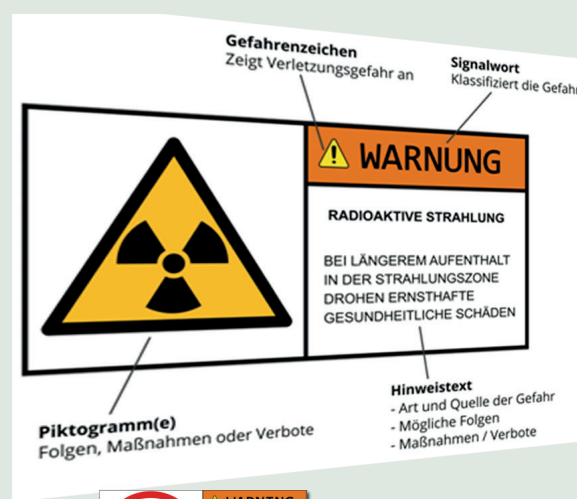 Gefahrenzeichen
Zeigt Verletzungsgefahr an
Signalwort
Klassifiziert die Gefahr
WARNUNG
RADIOAKTIVE STRAHLUNG
BEI LÄNGEREM AUFENTHALT
IN DER STRAHLUNGSZONE
DROHEN ERNSTHAFTE
GESUNDHEITLICHE SCHÄDEN
Piktogramm(e)
Folgen, Maßnahmen oder Verbote
Hinweistext
- Art und Quelle der Gefahr
- Mögliche Folgen
- Maßnahmen / Verbote
WARNUNG